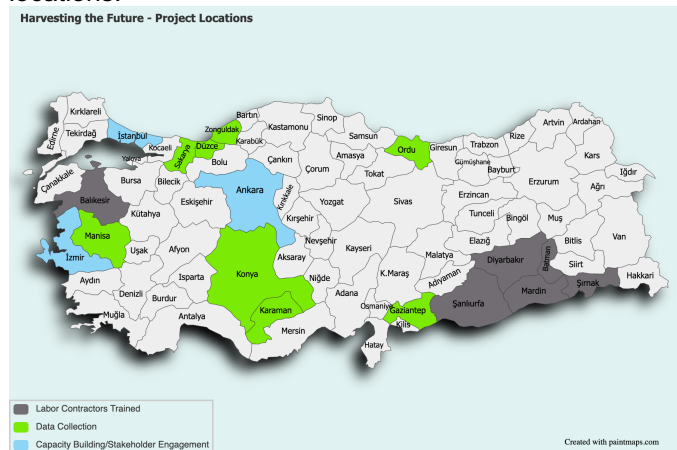 Harvesting the Future - Project Locations
Kırklareli
Edirne
Tekirdağ
İstanbul
Kocaeli
Yalova
Sakarya
Düzce
Zonguldak
Bartın
Karabük
Kastamonu
Sinop
Samsun
Ordu
Giresun
Trabzon
Rize
Artvin
Ardahan
Kars
Iğdır
Ağrı
Erzurum
Bayburt
Gümüşhane
Amasya
Tokat
Çorum
Çankırı
Bolu
Bilecik
Bursa
Çanakkale
Balıkesir
Kütahya
Eskişehir
Ankara
Kırıkkale
Kırşehir
Yozgat
Sivas
Erzincan
Tunceli
Bingöl
Muş
Van
Bitlis
Elazığ
Malatya
Kayseri
Nevşehir
Aksaray
Niğde
Konya
Afyon
Uşak
Manisa
İzmir
Aydın
Denizli
Isparta
Burdur
Muğla
Antalya
Karaman
Mersin
Adana
K.Maraş
Osmaniye
Adıyaman
Gaziantep
Kilis
Hatay
Şanlıurfa
Diyarbakır
Batman
Siirt
Mardin
Şırnak
Hakkari
Labor Contractors Trained
Data Collection
Capacity Building/Stakeholder Engagement
Created with paintmaps.com